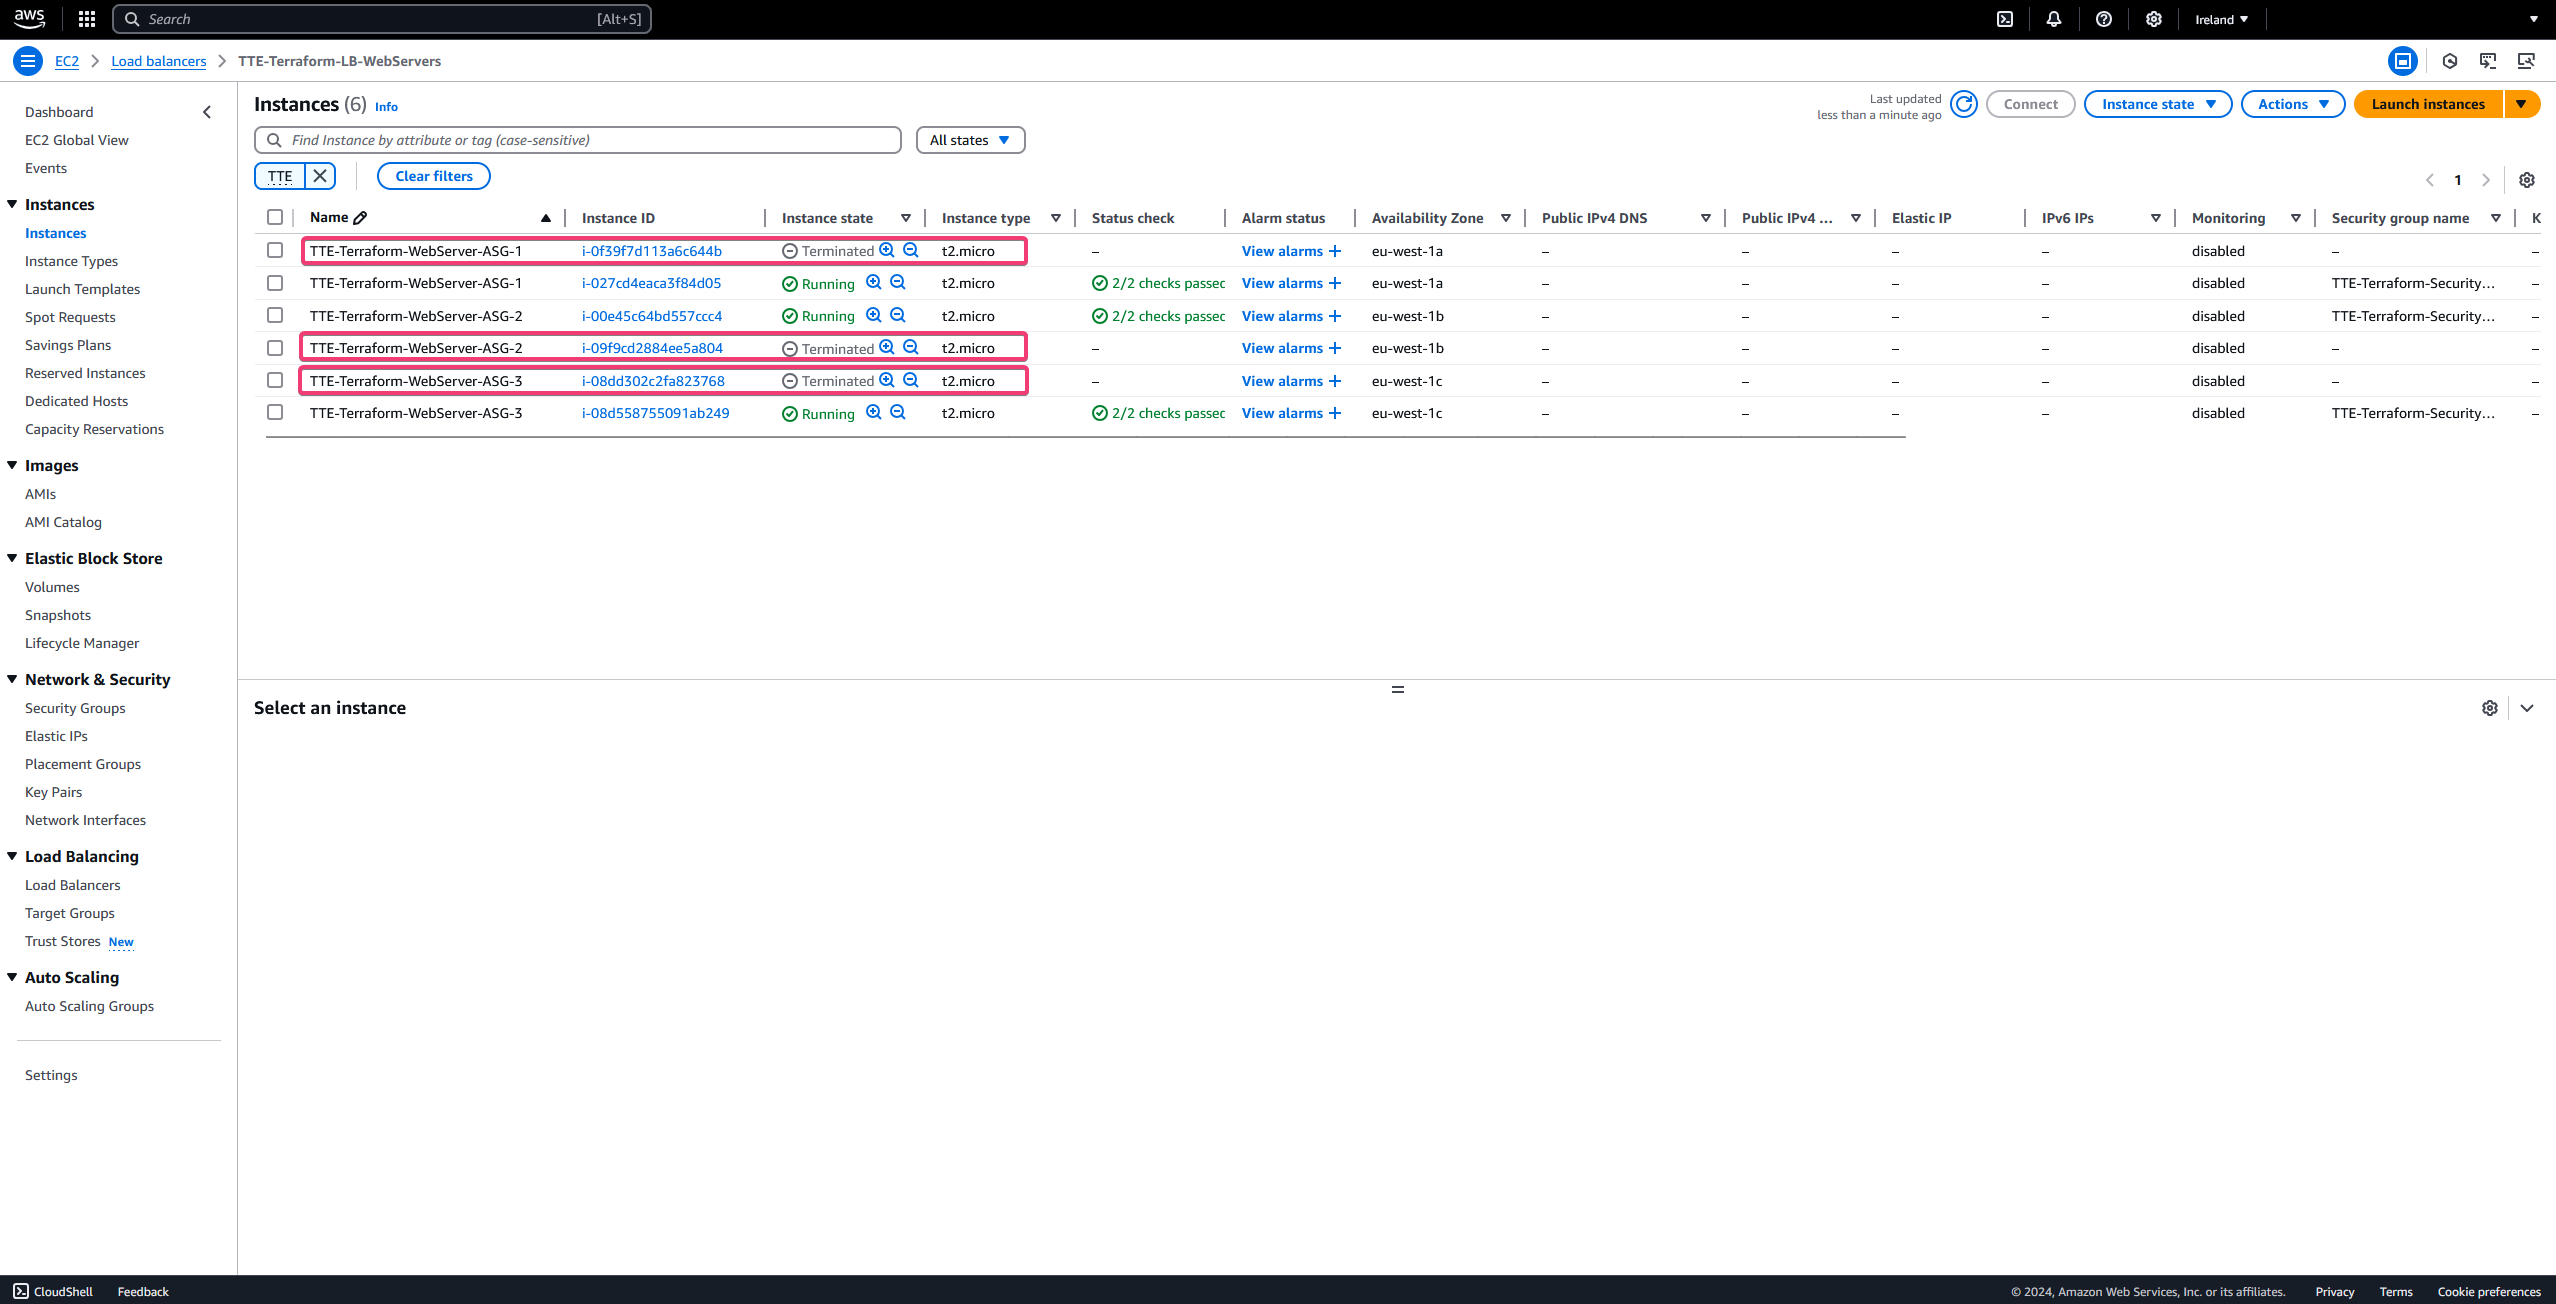 aws Search [Alt+S] Ireland
EC2 Load balancers TTE-Terraform-LB-WebServers
Dashboard
EC2 Global View
Events
Instances
Instances
Instance Types
Launch Templates
Spot Requests
Savings Plans
Reserved Instances
Dedicated Hosts
Capacity Reservations
Images
AMIs
AMI Catalog
Elastic Block Store
Volumes
Snapshots
Lifecycle Manager
Network & Security
Security Groups
Elastic IPs
Placement Groups
Key Pairs
Network Interfaces
Load Balancing
Load Balancers
Target Groups
Trust Stores New
Auto Scaling
Auto Scaling Groups
Settings
Instances (6) Info
Last updated
less than a minute ago
Connect Instance state Actions Launch instances
Find Instance by attribute or tag (case-sensitive) All states
TTE Clear filters
1
Name Instance ID Instance state Instance type Status check Alarm status Availability Zone Public IPv4 DNS Public IPv4 ... Elastic IP IPv6 IPs Monitoring Security group name K
TTE-Terraform-WebServer-ASG-1 i-0f39f7d113a6c644b Terminated t2.micro – View alarms + eu-west-1a – – – – disabled – –
TTE-Terraform-WebServer-ASG-1 i-027cd4eaca3f84d05 Running t2.micro 2/2 checks passec View alarms + eu-west-1a – – – – disabled TTE-Terraform-Security... –
TTE-Terraform-WebServer-ASG-2 i-00e45c64bd557ccc4 Running t2.micro 2/2 checks passec View alarms + eu-west-1b – – – – disabled TTE-Terraform-Security... –
TTE-Terraform-WebServer-ASG-2 i-09f9cd2884ee5a804 Terminated t2.micro – View alarms + eu-west-1b – – – – disabled – –
TTE-Terraform-WebServer-ASG-3 i-08dd302c2fa823768 Terminated t2.micro – View alarms + eu-west-1c – – – – disabled – –
TTE-Terraform-WebServer-ASG-3 i-08d558755091ab249 Running t2.micro 2/2 checks passec View alarms + eu-west-1c – – – – disabled TTE-Terraform-Security... –
Select an instance
CloudShell Feedback © 2024, Amazon Web Services, Inc. or its affiliates. Privacy Terms Cookie preferences